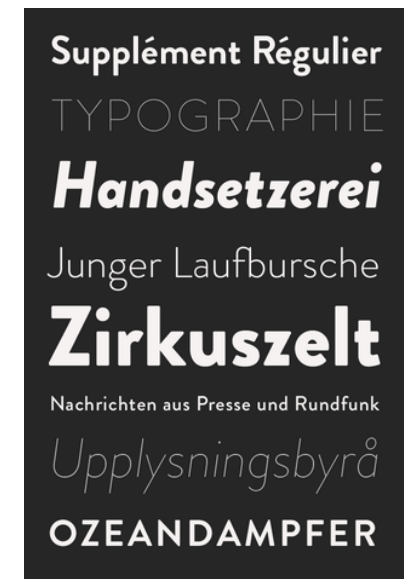 Supplément Régulier
TYPOGRAPHIE
Handsetzerei
Junger Laufbursche
Zirkuszelt
Nachrichten aus Presse und Rundfunk
Upplysningsbyrå
OZEANDAMPFER